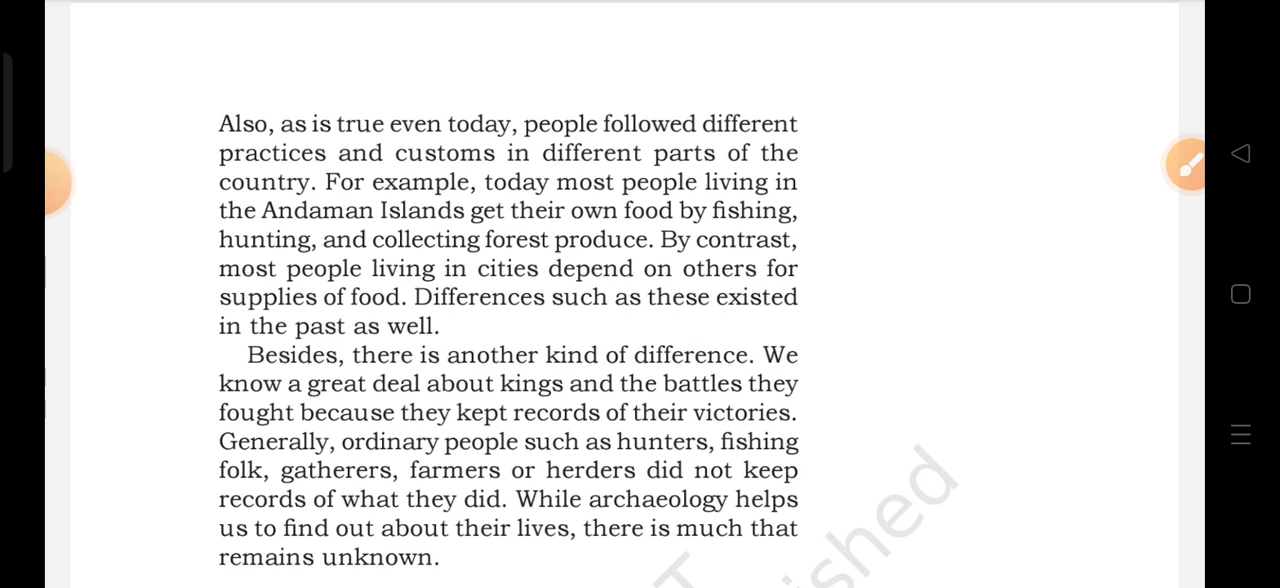 Also, as is true even today, people followed different
practices and customs in different parts of the
country. For example, today most people living in
the Andaman Islands get their own food by fishing,
hunting, and collecting forest produce. By contrast,
most people living in cities depend on others for
supplies of food. Differences such as these existed
in the past as well.
Besides, there is another kind of difference. We
know a great deal about kings and the battles they
fought because they kept records of their victories.
Generally, ordinary people such as hunters, fishing
folk, gatherers, farmers or herders did not keep
records of what they did. While archaeology helps
us to find out about their lives, there is much that
remains unknown.